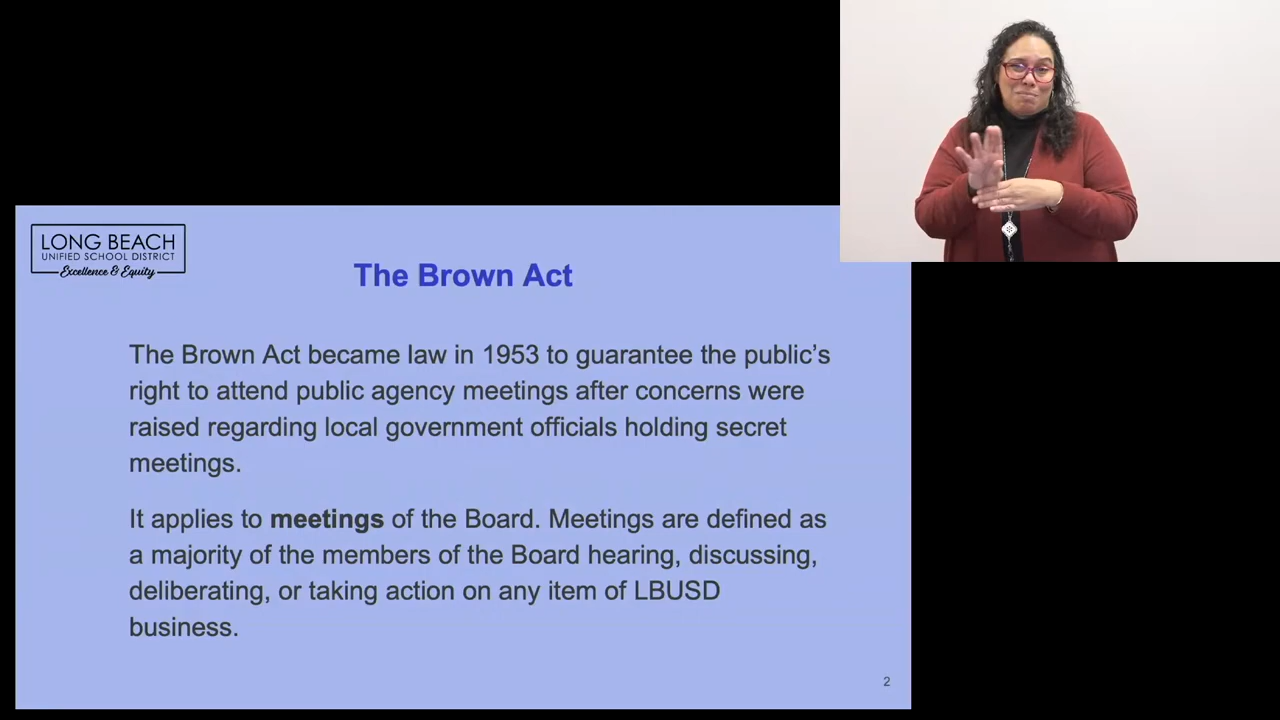 LONG BEACH
UNIFIED SCHOOL DISTRICT
Excellence & Equity
The Brown Act
The Brown Act became law in 1953 to guarantee the public’s
right to attend public agency meetings after concerns were
raised regarding local government officials holding secret
meetings.
It applies to meetings of the Board. Meetings are defined as
a majority of the members of the Board hearing, discussing,
deliberating, or taking action on any item of LBUSD
business.
2